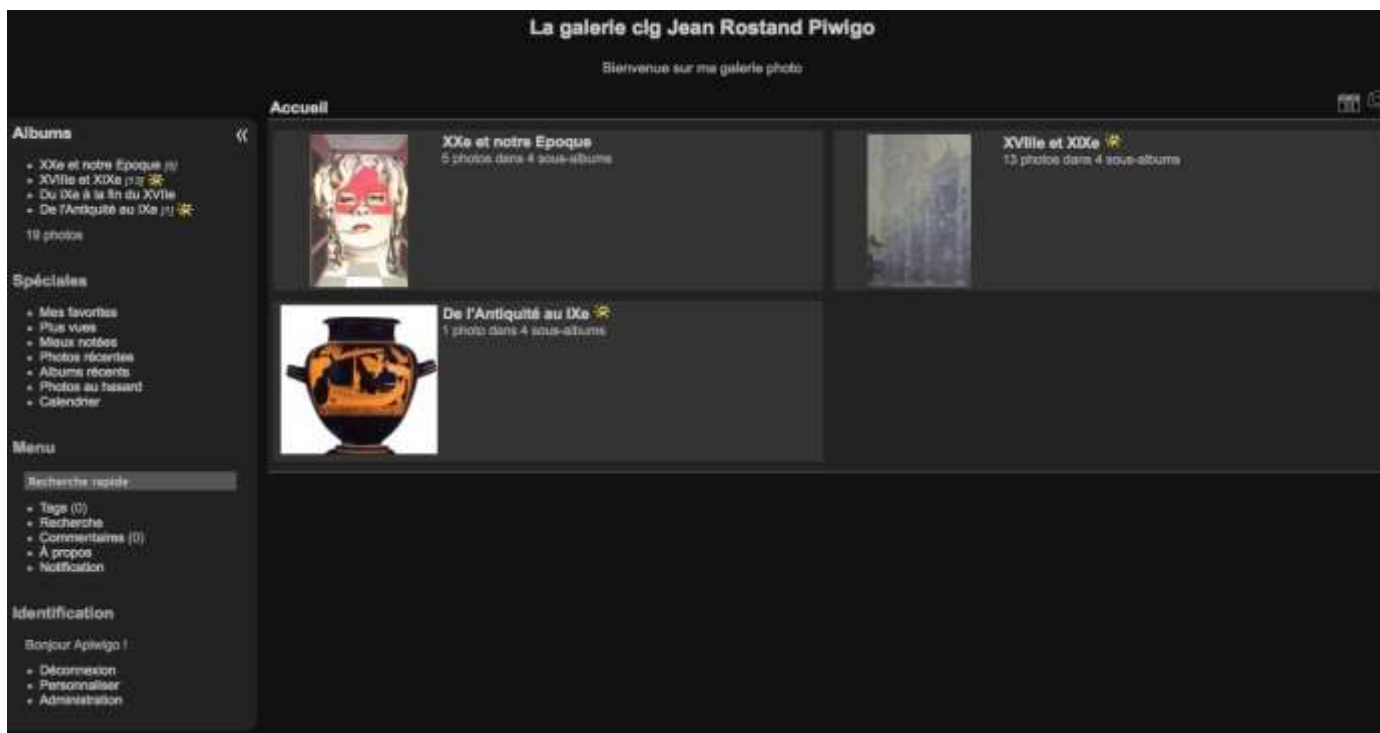 La galerie clg Jean Rostand Piwigo
Bienvenue sur ma galerie photo
Accueil
Albums
«
XXe et notre Epoque [5]
XVIIIe et XIXe [13]
Du IXe à la fin du XVIIe
De l'Antiquité au IXe [1]
19 photos
Spéciales
Mes favorites
Plus vues
Mieux notées
Photos récentes
Albums récents
Photos au hasard
Calendrier
Menu
Recherche rapide
Tags (0)
Recherche
Commentaires (0)
À propos
Notification
Identification
Bonjour Apiwigo !
Déconnexion
Personnaliser
Administration
XXe et notre Epoque
5 photos dans 4 sous-albums
XVIIIe et XIXe
13 photos dans 4 sous-albums
De l'Antiquité au IXe
1 photo dans 4 sous-albums